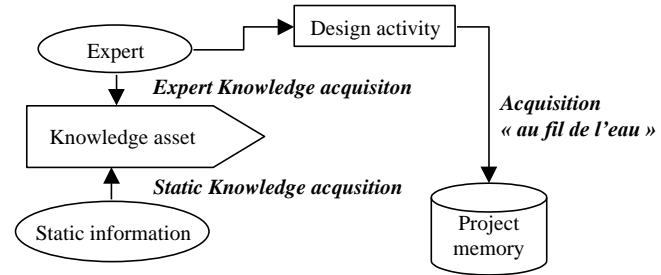 Expert
Design activity
Expert Knowledge acquisiton
Knowledge asset
Acquisition
« au fil de l’eau »
Static Knowledge acqusition
Static information
Project
memory